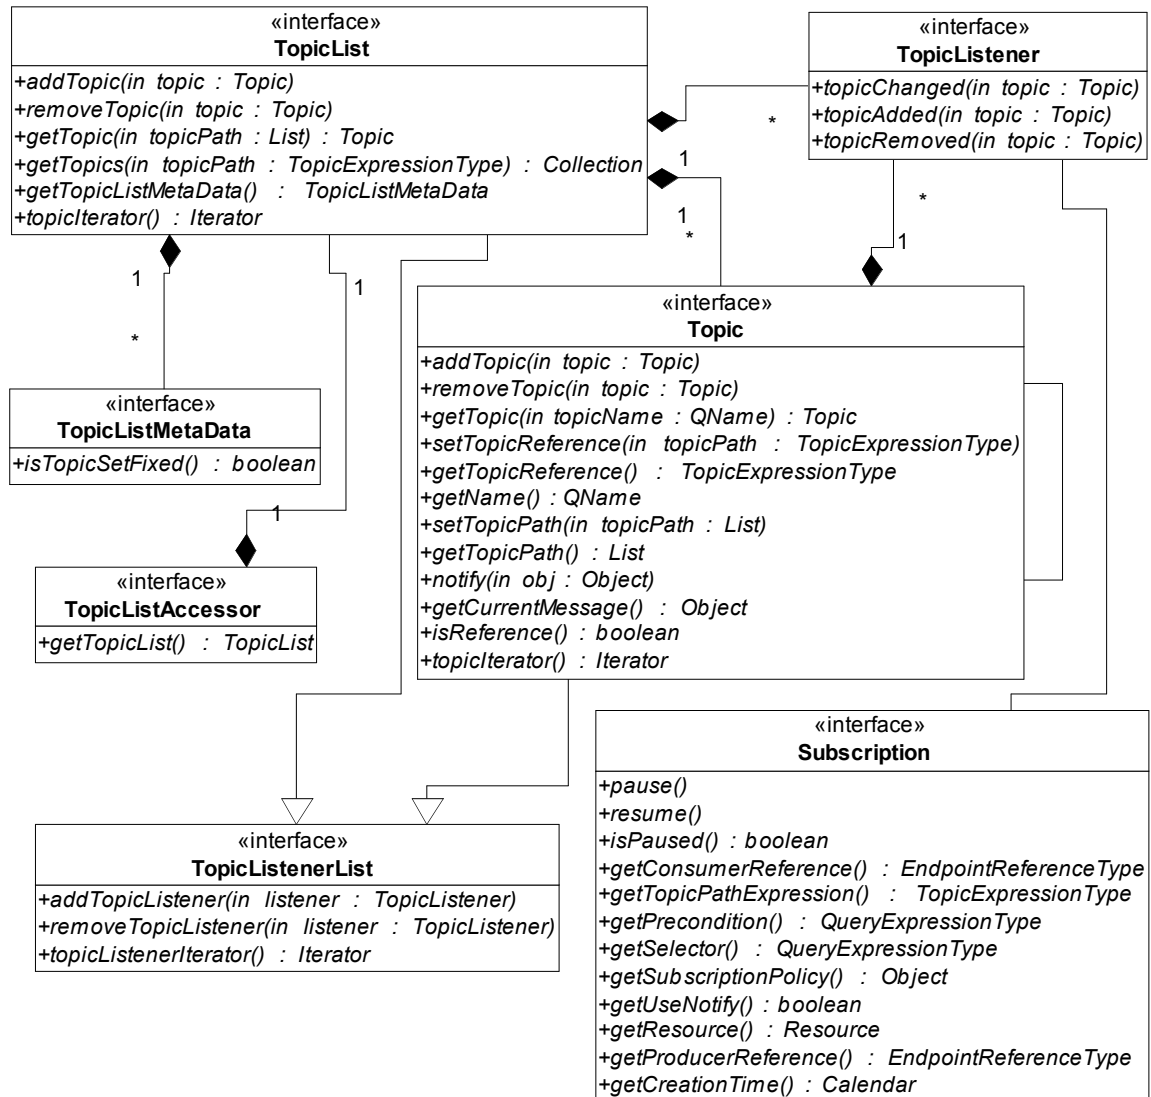 «interface»
TopicList
+addTopic(in topic : Topic)
+removeTopic(in topic : Topic)
+getTopic(in topicPath : List) : Topic
+getTopics(in topicPath : TopicExpressionType) : Collection
+getTopicListMetaData() : TopicListMetaData
+topicIterator() : Iterator
«interface»
TopicListener
+topicChanged(in topic : Topic)
+topicAdded(in topic : Topic)
+topicRemoved(in topic : Topic)
*
1
1
*
*
1
1
*
1
1
«interface»
Topic
+addTopic(in topic : Topic)
+removeTopic(in topic : Topic)
+getTopic(in topicName : QName) : Topic
+setTopicReference(in topicPath : TopicExpressionType)
+getTopicReference() : TopicExpressionType
+getName() : QName
+setTopicPath(in topicPath : List)
+getTopicPath() : List
+notify(in obj : Object)
+getCurrentMessage() : Object
+isReference() : boolean
+topicIterator() : Iterator
«interface»
TopicListMetaData
+isTopicSetFixed() : boolean
«interface»
TopicListAccessor
+getTopicList() : TopicList
«interface»
TopicListenerList
+addTopicListener(in listener : TopicListener)
+removeTopicListener(in listener : TopicListener)
+topicListenerIterator() : Iterator
«interface»
Subscription
+pause()
+resume()
+isPaused() : boolean
+getConsumerReference() : EndpointReferenceType
+getTopicPathExpression() : TopicExpressionType
+getPrecondition() : QueryExpressionType
+getSelector() : QueryExpressionType
+getSubscriptionPolicy() : Object
+getUseNotify() : boolean
+getResource() : Resource
+getProducerReference() : EndpointReferenceType
+getCreationTime() : Calendar